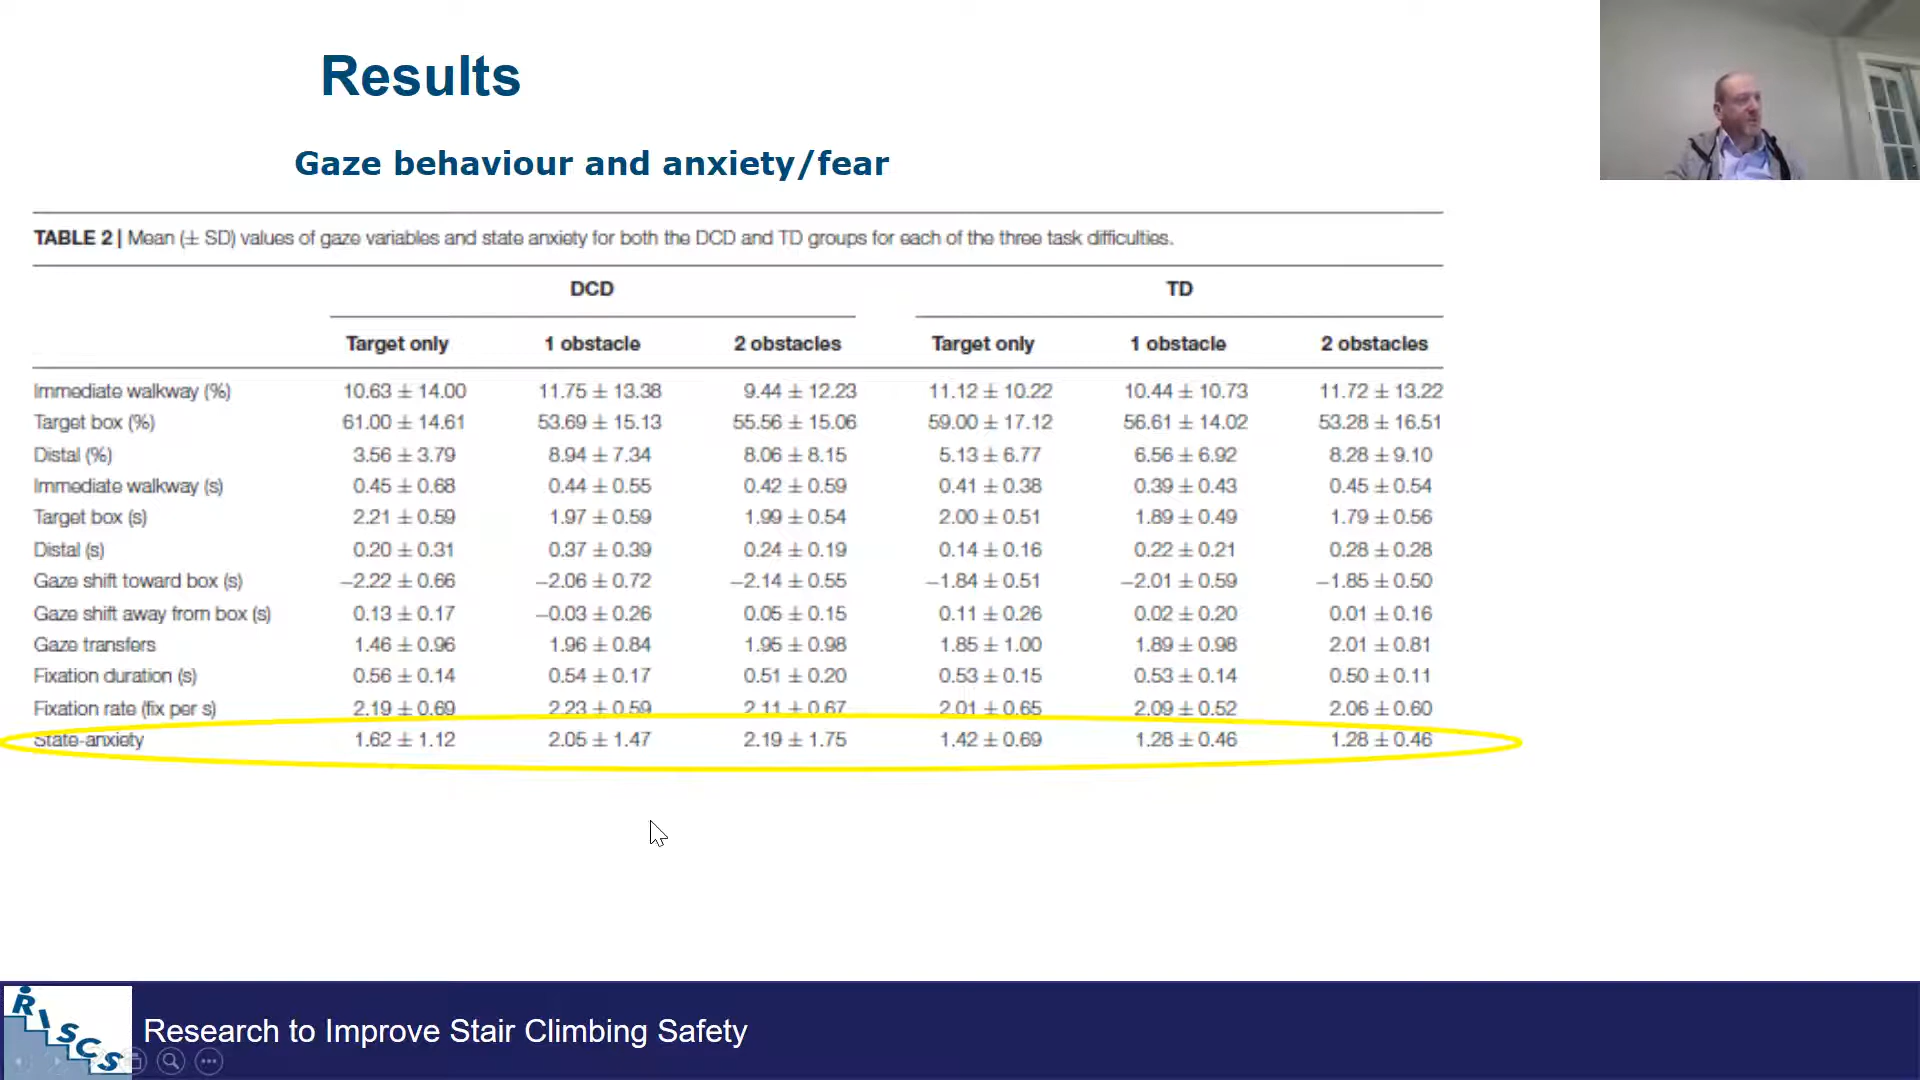 Results
Gaze behaviour and anxiety/fear
TABLE 2 | Mean (± SD) values of gaze variables and state anxiety for both the DCD and TD groups for each of the three task difficulties.
DCD TD
Target only 1 obstacle 2 obstacles Target only 1 obstacle 2 obstacles
Immediate walkway (%) 10.63 ± 14.00 11.75 ± 13.38 9.44 ± 12.23 11.12 ± 10.22 10.44 ± 10.73 11.72 ± 13.22
Target box (%) 61.00 ± 14.61 53.69 ± 15.13 55.56 ± 15.06 59.00 ± 17.12 56.61 ± 14.02 53.28 ± 16.51
Distal (%) 3.56 ± 3.79 8.94 ± 7.34 8.06 ± 8.15 5.13 ± 6.77 6.56 ± 6.92 8.28 ± 9.10
Immediate walkway (s) 0.45 ± 0.68 0.44 ± 0.55 0.42 ± 0.59 0.41 ± 0.38 0.39 ± 0.43 0.45 ± 0.54
Target box (s) 2.21 ± 0.59 1.97 ± 0.59 1.99 ± 0.54 2.00 ± 0.51 1.89 ± 0.49 1.79 ± 0.56
Distal (s) 0.20 ± 0.31 0.37 ± 0.39 0.24 ± 0.19 0.14 ± 0.16 0.22 ± 0.21 0.28 ± 0.28
Gaze shift toward box (s) −2.22 ± 0.66 −2.06 ± 0.72 −2.14 ± 0.55 −1.84 ± 0.51 −2.01 ± 0.59 −1.85 ± 0.50
Gaze shift away from box (s) 0.13 ± 0.17 −0.03 ± 0.26 0.05 ± 0.15 0.11 ± 0.26 0.02 ± 0.20 0.01 ± 0.16
Gaze transfers 1.46 ± 0.96 1.96 ± 0.84 1.95 ± 0.98 1.85 ± 1.00 1.89 ± 0.98 2.01 ± 0.81
Fixation duration (s) 0.56 ± 0.14 0.54 ± 0.17 0.51 ± 0.20 0.53 ± 0.15 0.53 ± 0.14 0.50 ± 0.11
Fixation rate (fix per s) 2.19 ± 0.69 2.23 ± 0.59 2.11 ± 0.67 2.01 ± 0.65 2.09 ± 0.52 2.06 ± 0.60
State-anxiety 1.62 ± 1.12 2.05 ± 1.47 2.19 ± 1.75 1.42 ± 0.69 1.28 ± 0.46 1.28 ± 0.46
RISCS
Research to Improve Stair Climbing Safety